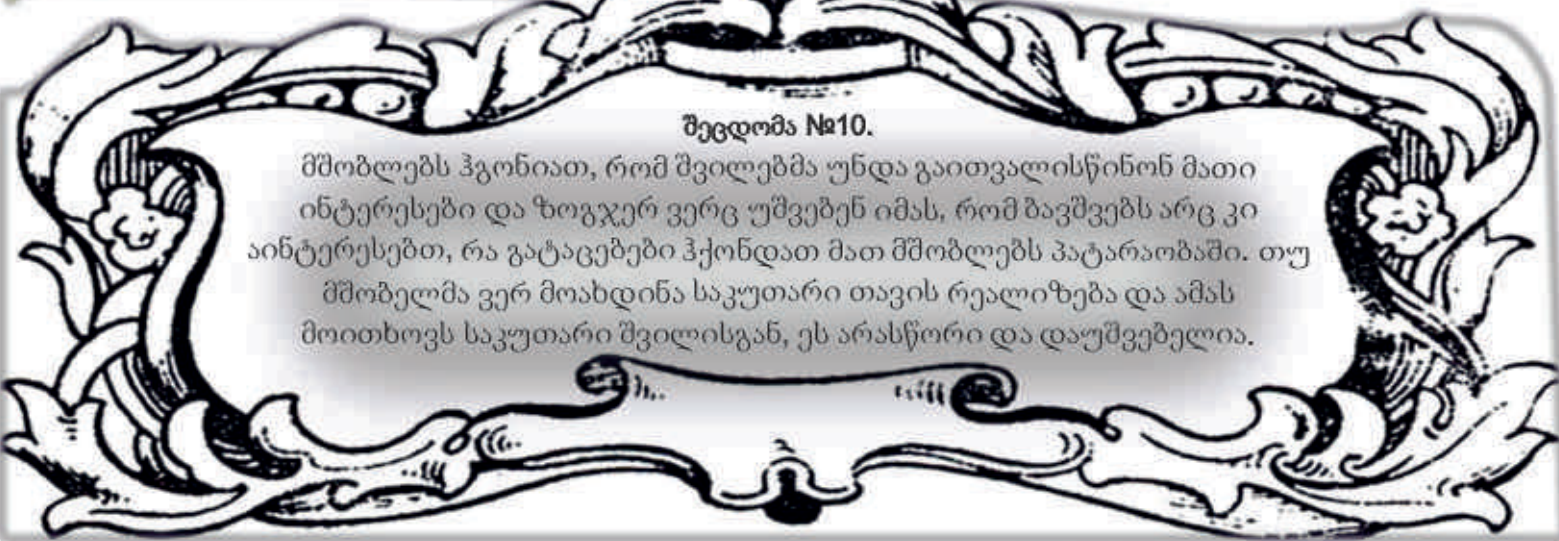 შეცდომა №10.
მშობლებს ჰგონიათ, რომ შვილებმა უნდა გაითვალისწინონ მათი
ინტერესები და ზოგჯერ ვერც უშვებენ იმას, რომ ბავშვებს არც კი
აინტერესებთ, რა გატაცებები ჰქონდათ მათ მშობლებს პატარაობაში. თუ
მშობელმა ვერ მოახდინა საკუთარი თავის რეალიზება და ამას
მოითხოვს საკუთარი შვილისგან, ეს არასწორი და დაუშვებელია.